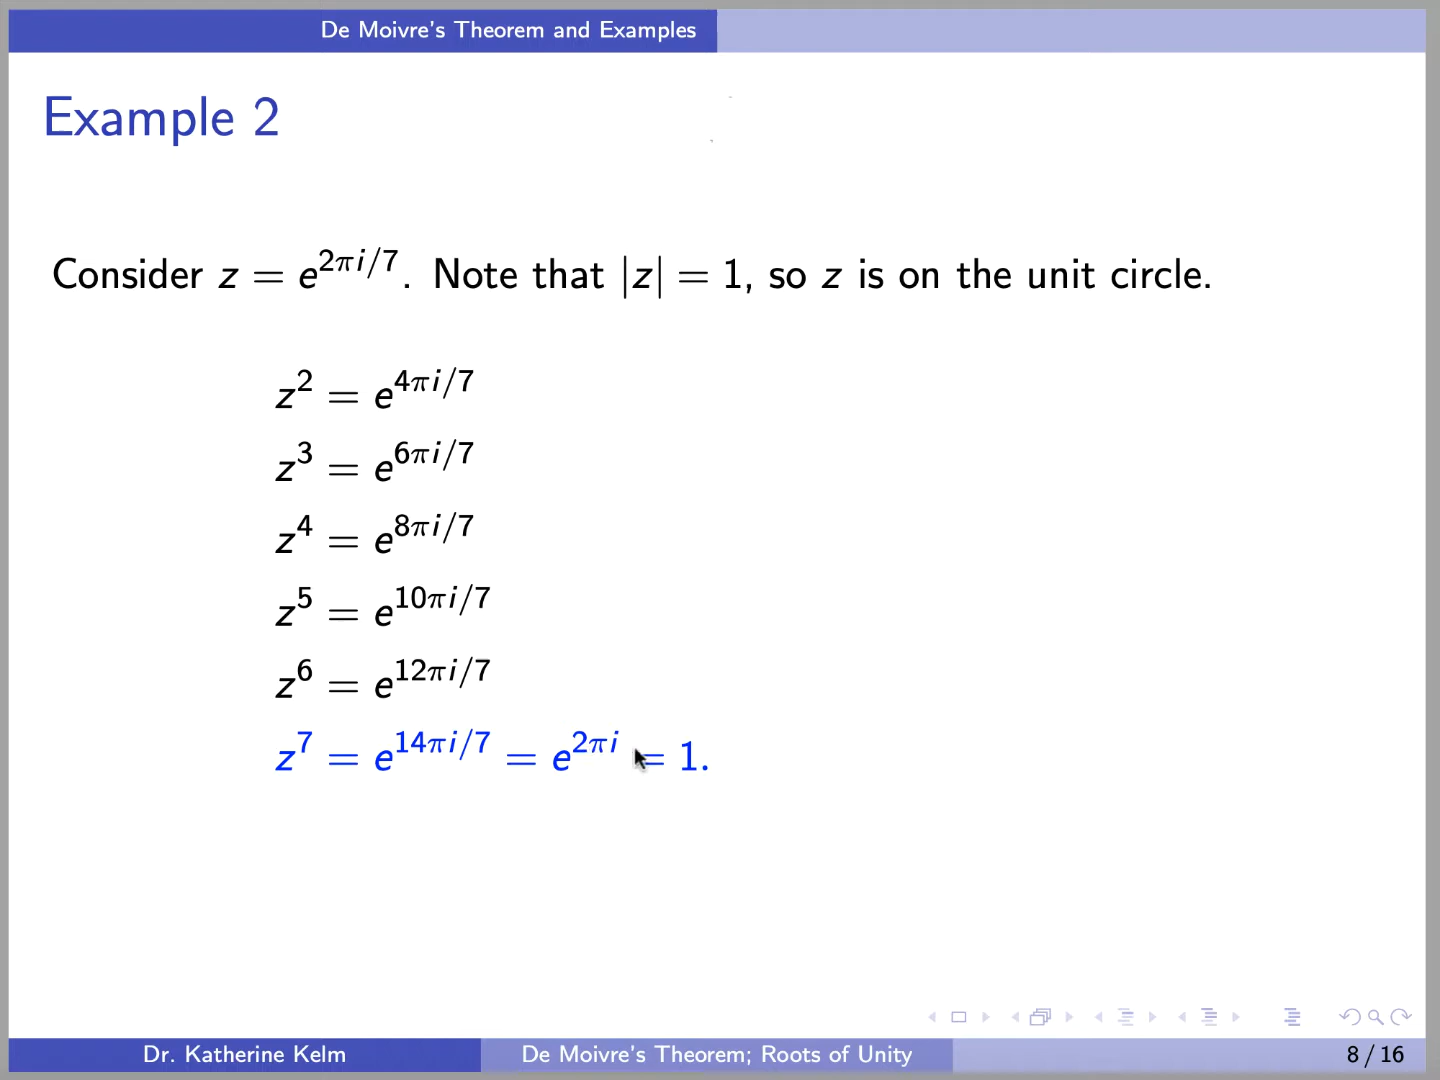 De Moivre's Theorem and Examples
Example 2
Consider z = e^{2πi/7}. Note that |z| = 1, so z is on the unit circle.
z^2 = e^{4πi/7}
z^3 = e^{6πi/7}
z^4 = e^{8πi/7}
z^5 = e^{10πi/7}
z^6 = e^{12πi/7}
z^7 = e^{14πi/7} = e^{2πi} = 1.
Dr. Katherine Kelm De Moivre's Theorem; Roots of Unity 8 / 16